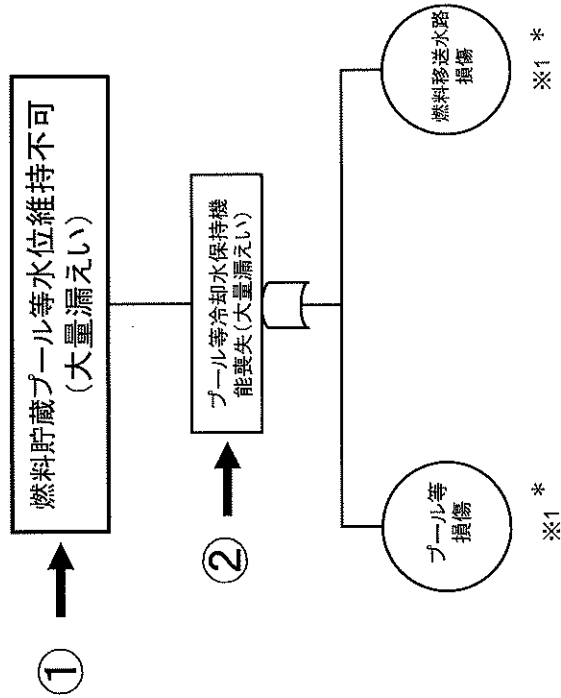 ①
燃料貯蔵プール等水位維持不可
(大量漏えい)
②
プール等冷却水保持機
能喪失(大量漏えい)
プール等
損傷
※1 *
燃料移送水路
損傷
※1 *